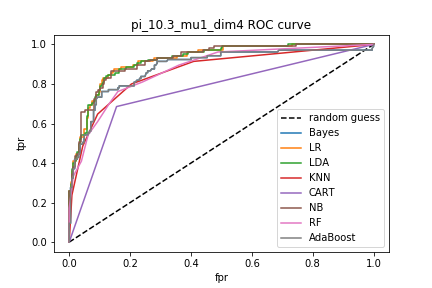 pi_10.3_mu1_dim4 ROC curve
tpr
1.0
0.8
0.6
0.4
0.2
0.0
random guess
Bayes
LR
LDA
KNN
CART
NB
RF
AdaBoost
0.0 0.2 0.4 0.6 0.8 1.0
fpr